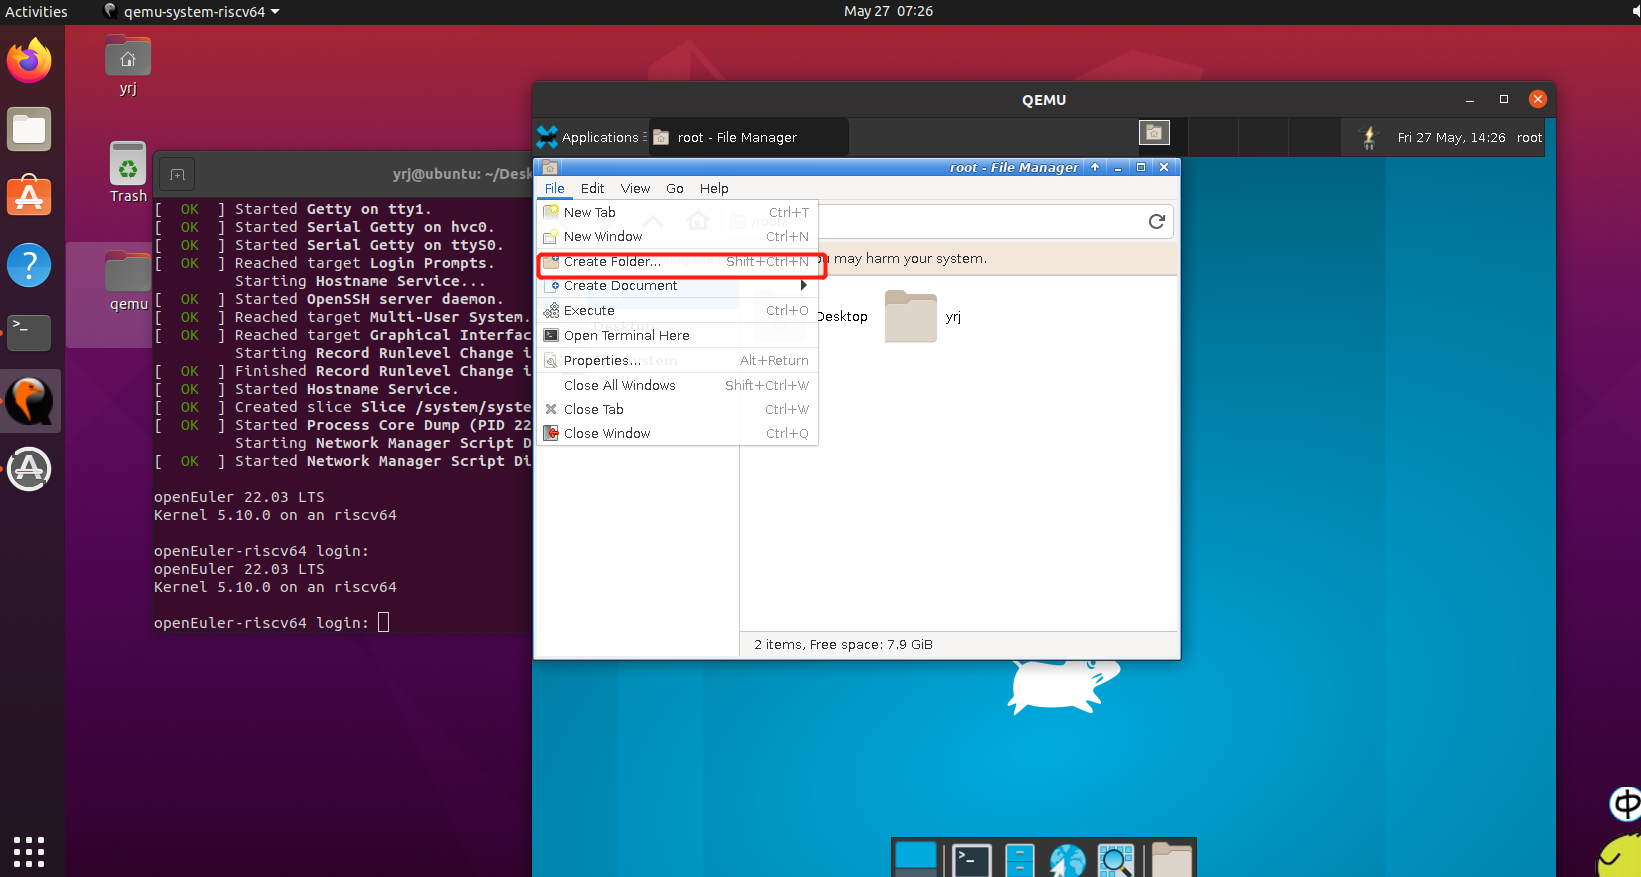 Activities
qemu-system-riscv64
May 27 07:26
yrj
Trash
qemu
yrj@ubuntu: ~/Desk
[ OK ] Started Getty on tty1.
[ OK ] Started Serial Getty on hvc0.
[ OK ] Started Serial Getty on ttyS0.
[ OK ] Reached target Login Prompts.
Starting Hostname Service...
[ OK ] Started OpenSSH server daemon.
[ OK ] Reached target Multi-User System.
[ OK ] Reached target Graphical Interfac
Starting Record Runlevel Change i
[ OK ] Finished Record Runlevel Change i
[ OK ] Started Hostname Service.
[ OK ] Created slice Slice /system/syste
[ OK ] Started Process Core Dump (PID 22
Starting Network Manager Script D
[ OK ] Started Network Manager Script Di
openEuler 22.03 LTS
Kernel 5.10.0 on an riscv64
openEuler-riscv64 login:
openEuler 22.03 LTS
Kernel 5.10.0 on an riscv64
openEuler-riscv64 login:
QEMU
Applications
root - File Manager
Fri 27 May, 14:26 root
root - File Manager
File Edit View Go Help
New Tab Ctrl+T
New Window Ctrl+N
Create Folder... Shift+Ctrl+N
Create Document
Execute Ctrl+O
Open Terminal Here
Properties... Alt+Return
Close All Windows Shift+Ctrl+W
Close Tab Ctrl+W
Close Window Ctrl+Q
/root/
you may harm your system.
Desktop
yrj
2 items, Free space: 7.9 GiB
中